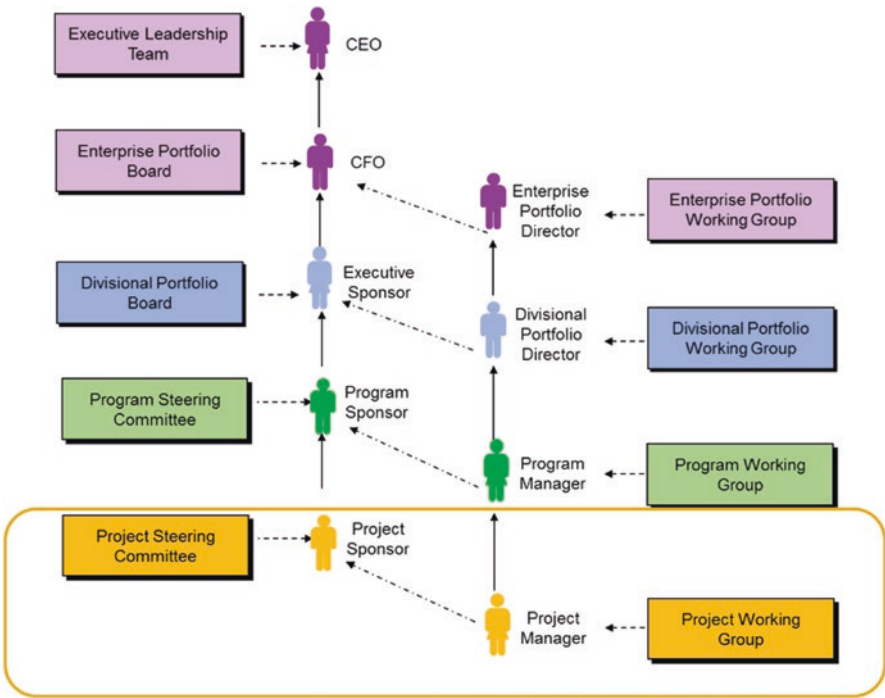 Executive Leadership
Team
CEO
Enterprise Portfolio
Board
CFO
Enterprise
Portfolio
Director
Enterprise Portfolio
Working Group
Divisional Portfolio
Board
Executive
Sponsor
Divisional
Portfolio
Director
Divisional Portfolio
Working Group
Program Steering
Committee
Program
Sponsor
Program
Manager
Program Working
Group
Project Steering
Committee
Project
Sponsor
Project
Manager
Project Working
Group